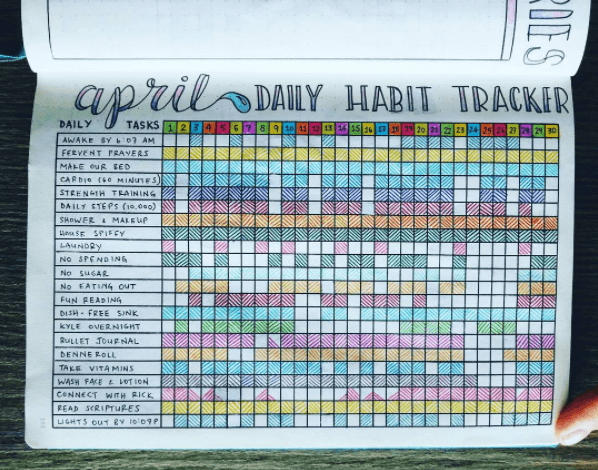 RIES
april DAILY HABIT TRACKER
DAILY TASKS 1 2 3 4 5 6 7 8 9 10 11 12 13 14 15 16 17 18 19 20 21 22 23 24 25 26 27 28 29 30
AWAKE BY 6:07 AM
FERVENT PRAYERS
MAKE OUR BED
CARDIO (60 MINUTES)
STRENGTH TRAINING
DAILY STEPS (10,000)
SHOWER & MAKEUP
HOUSE SPIFFY
LAUNDRY
NO SPENDING
NO SUGAR
NO EATING OUT
FUN READING
DISH-FREE SINK
KYLE OVERNIGHT
BULLET JOURNAL
DENNEROLL
TAKE VITAMINS
WASH FACE & LOTION
CONNECT WITH RICK
READ SCRIPTURES
LIGHTS OUT BY 10:07P